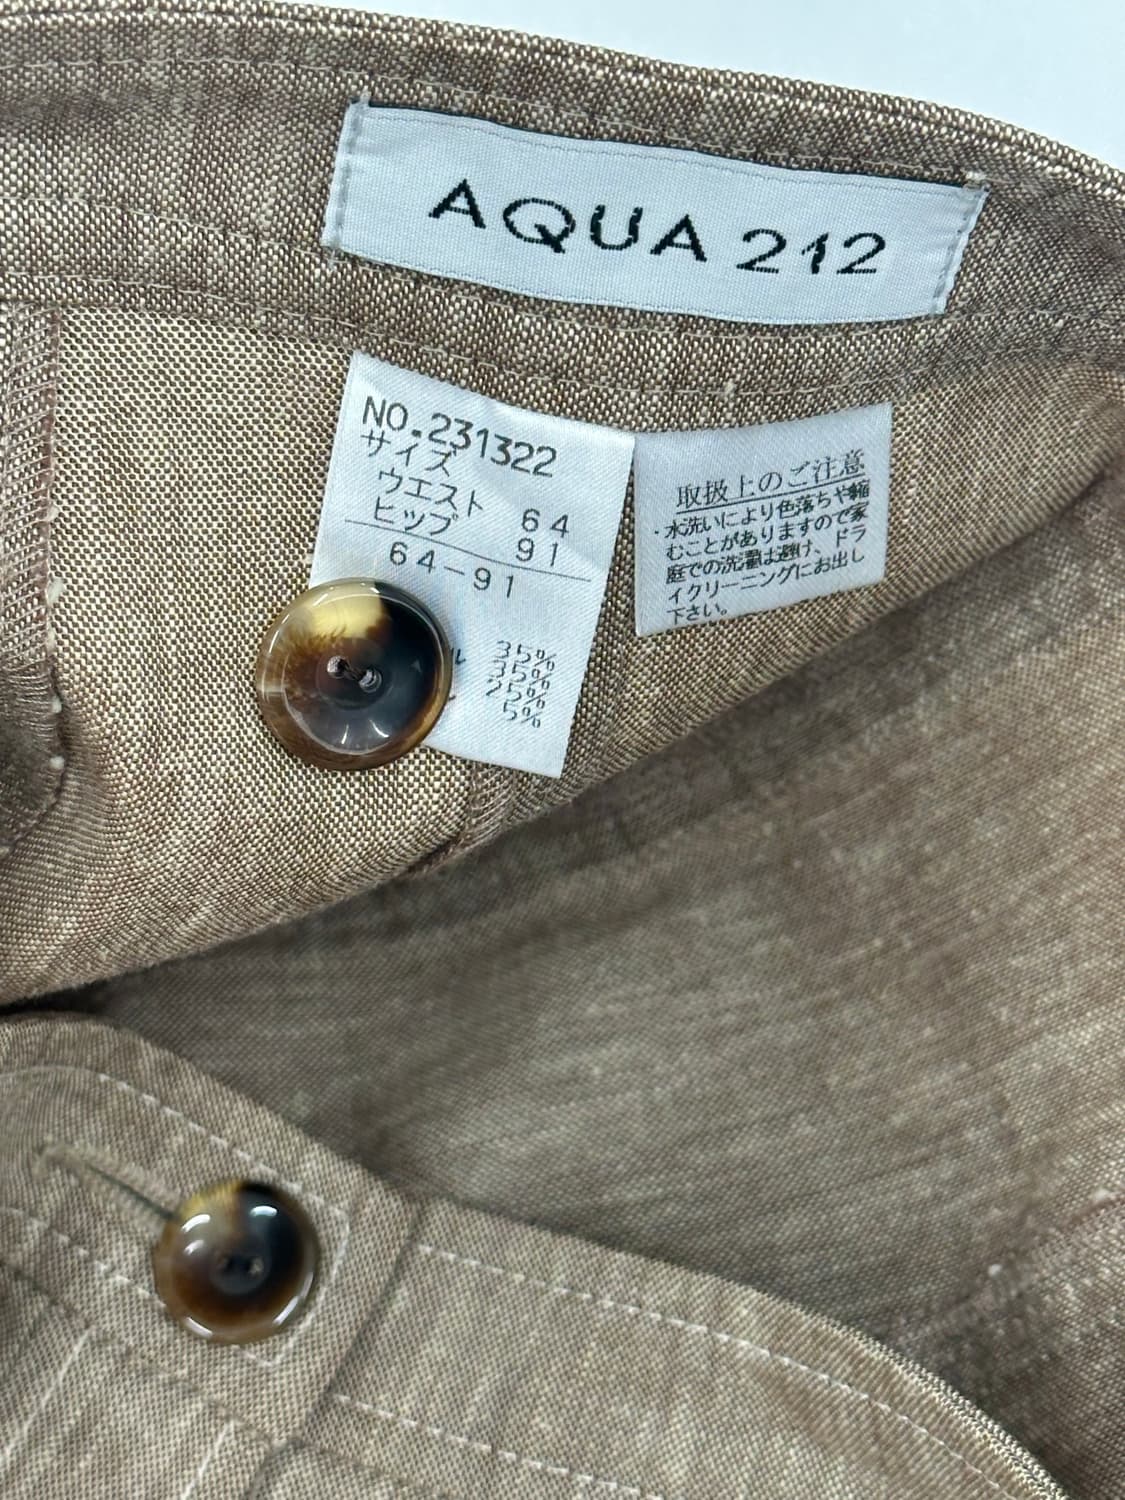 AQUA 212
NO.231322
サイズ
ウエスト 64
ヒップ 91
64-91
ル 35%
35%
25%
5%
取扱上のご注意
・水洗いにより色落ちや縮
むことがありますので家
庭での洗濯は避け、ドラ
イクリーニングにお出し
下さい。